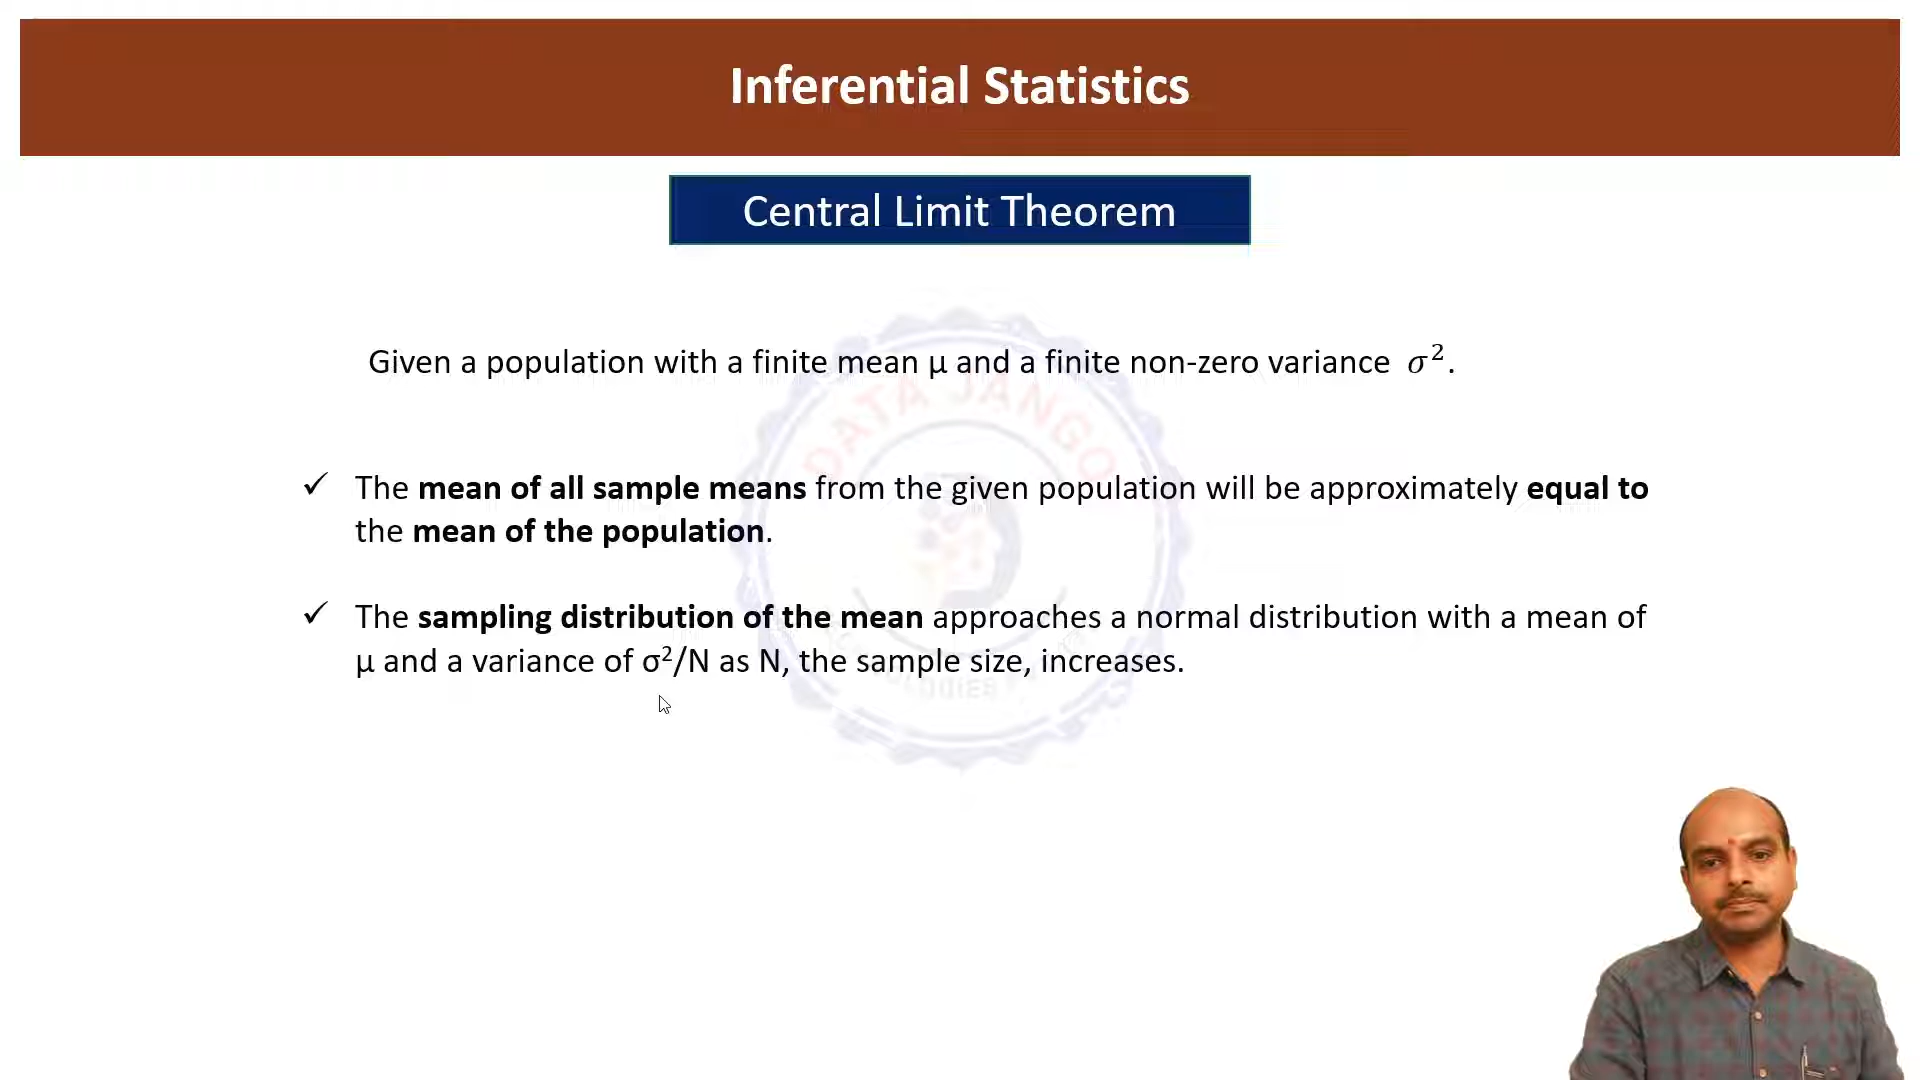 Inferential Statistics
Central Limit Theorem
Given a population with a finite mean μ and a finite non-zero variance σ².
✓ The mean of all sample means from the given population will be approximately equal to
the mean of the population.
✓ The sampling distribution of the mean approaches a normal distribution with a mean of
μ and a variance of σ²/N as N, the sample size, increases.
DATA JANGO